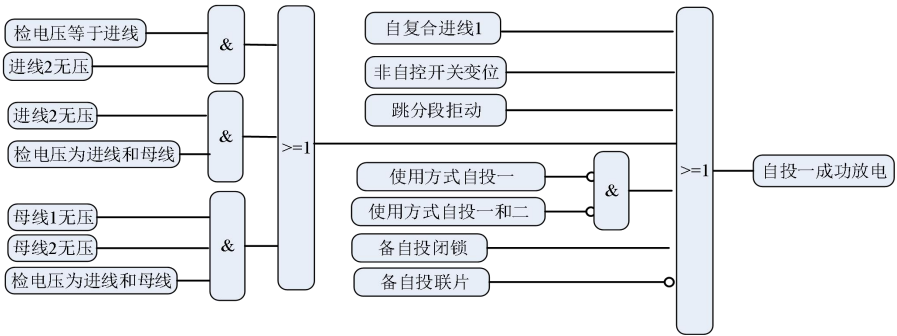 检电压等于进线
进线2无压
&
进线2无压
检电压为进线和母线
&
母线1无压
母线2无压
检电压为进线和母线
&
>=1
自复合进线1
非自控开关变位
跳分段拒动
使用方式自投一
使用方式自投一和二
&
备自投闭锁
备自投联片
>=1
自投一成功放电